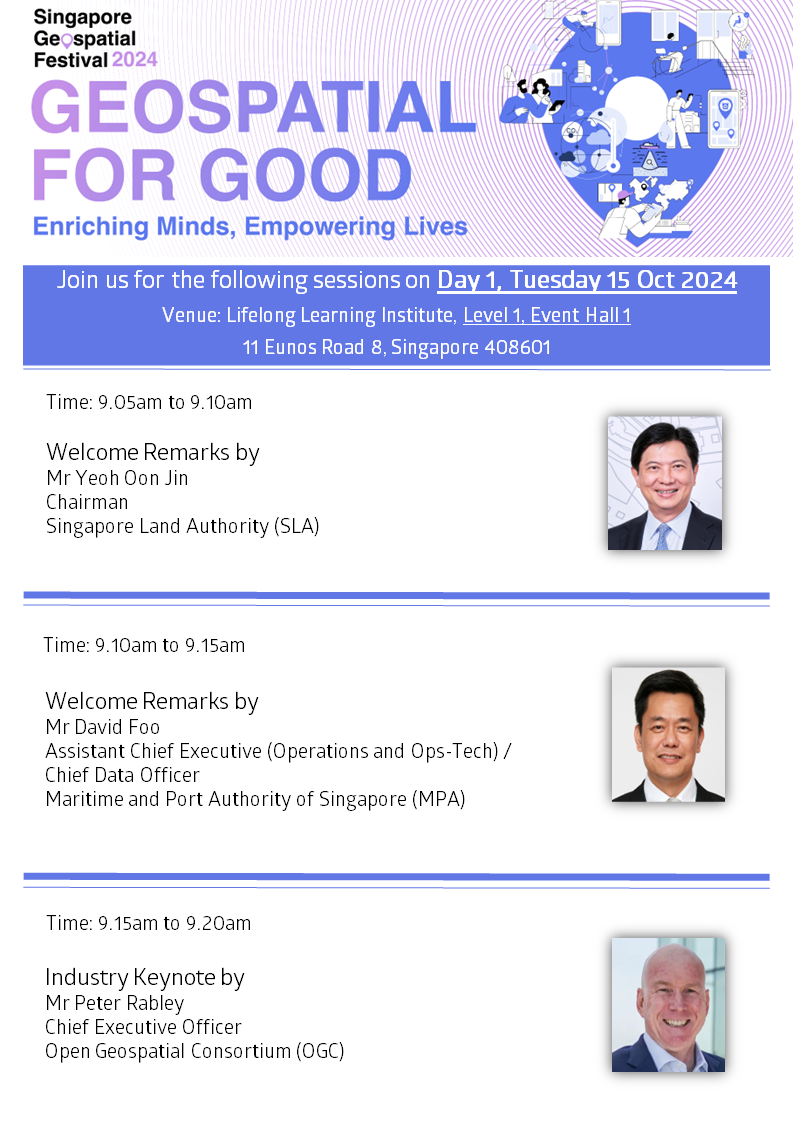 Singapore
Geospatial
Festival 2024
GEOSPATIAL
FOR GOOD
Enriching Minds, Empowering Lives
Join us for the following sessions on Day 1, Tuesday 15 Oct 2024
Venue: Lifelong Learning Institute, Level 1, Event Hall 1
11 Eunos Road 8, Singapore 408601
Time: 9.05am to 9.10am
Welcome Remarks by
Mr Yeoh Oon Jin
Chairman
Singapore Land Authority (SLA)
Time: 9.10am to 9.15am
Welcome Remarks by
Mr David Foo
Assistant Chief Executive (Operations and Ops-Tech) /
Chief Data Officer
Maritime and Port Authority of Singapore (MPA)
Time: 9.15am to 9.20am
Industry Keynote by
Mr Peter Rabley
Chief Executive Officer
Open Geospatial Consortium (OGC)